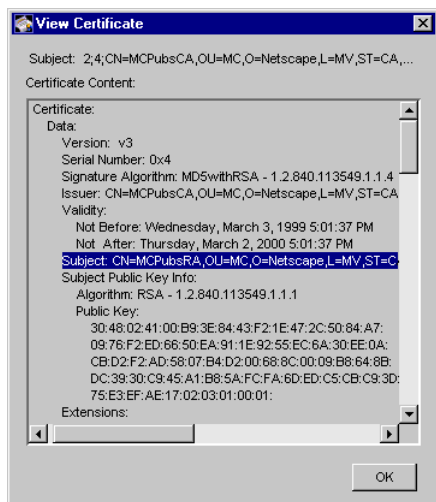 View Certificate
Subject: 2;4;CN=MCPubsCA,OU=MC,O=Netscape,L=MV,ST=CA,...
Certificate Content:
Certificate:
Data:
Version: v3
Serial Number: 0x4
Signature Algorithm: MD5withRSA - 1.2.840.113549.1.1.4
Issuer: CN=MCPubsCA,OU=MC,O=Netscape,L=MV,ST=CA
Validity:
Not Before: Wednesday, March 3, 1999 5:01:37 PM
Not After: Thursday, March 2, 2000 5:01:37 PM
Subject: CN=MCPubsRA,OU=MC,O=Netscape,L=MV,ST=C
Subject Public Key Info:
Algorithm: RSA - 1.2.840.113549.1.1.1
Public Key:
30:48:02:41:00:B9:3E:84:43:F2:1E:47:2C:50:84:A7:
09:76:F2:ED:66:50:EA:91:1E:92:55:EC:6A:30:EE:0A:
CB:D2:F2:AD:58:07:B4:D2:00:68:8C:00:09:B8:64:8B:
DC:39:30:C9:45:A1:B8:5A:FC:FA:6D:ED:C5:CB:C9:3D:
75:E3:EF:AE:17:02:03:01:00:01:
Extensions:
OK